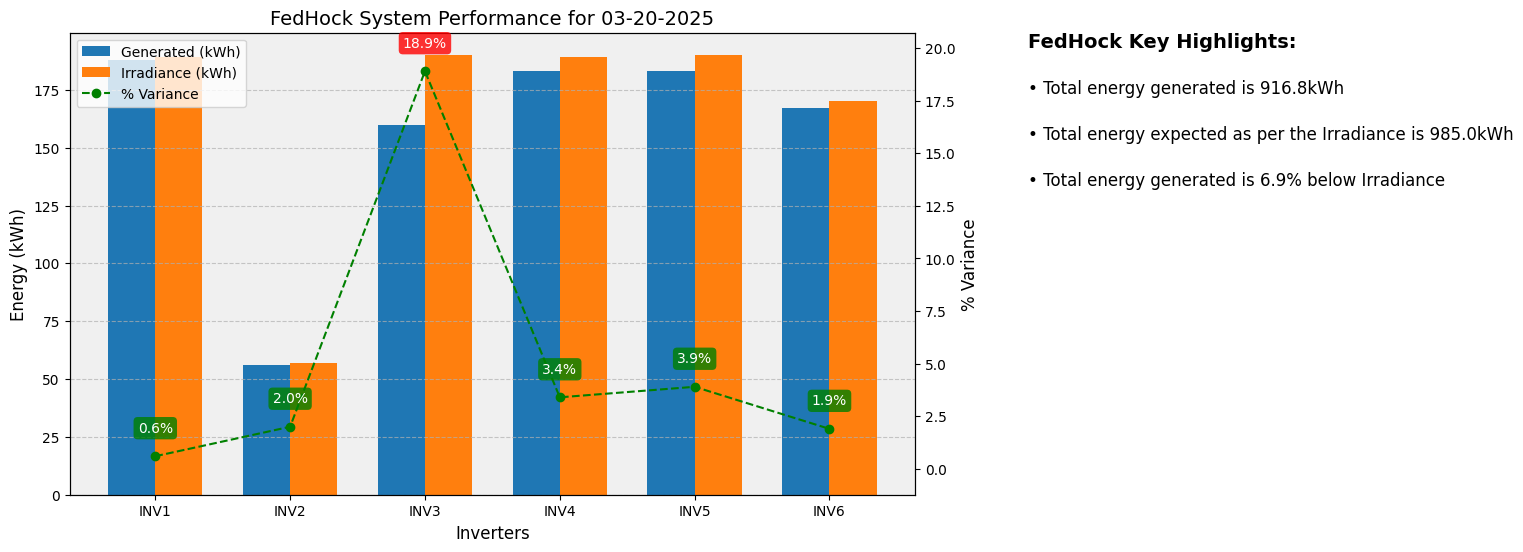 FedHock System Performance for 03-20-2025
Generated (kWh)
Irradiance (kWh)
% Variance
Energy (kWh)
175
150
125
100
75
50
25
0
0.6%
2.0%
18.9%
3.4%
3.9%
1.9%
INV1
INV2
INV3
INV4
INV5
INV6
Inverters
20.0
17.5
15.0
12.5
10.0
7.5
5.0
2.5
0.0
% Variance
FedHock Key Highlights:
• Total energy generated is 916.8kWh
• Total energy expected as per the Irradiance is 985.0kWh
• Total energy generated is 6.9% below Irradiance